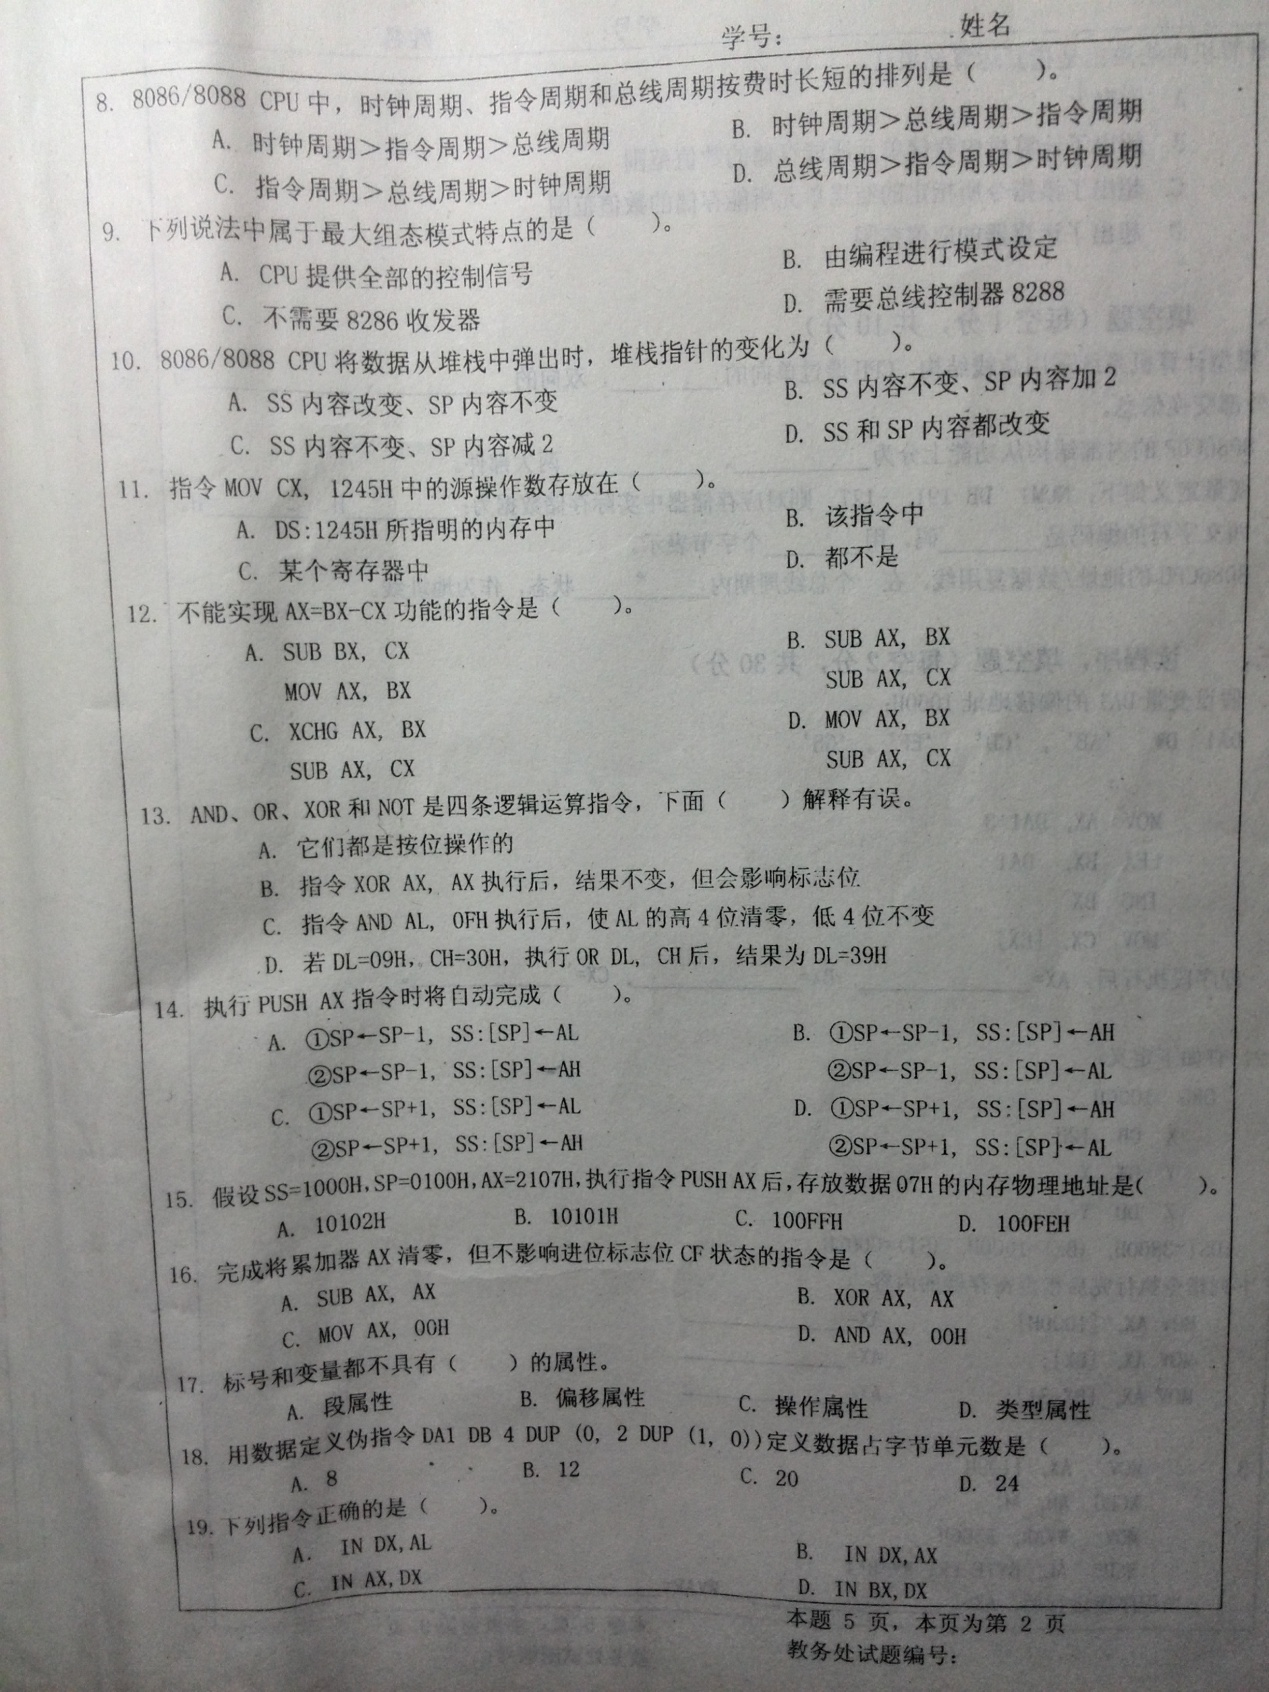 学号： 姓名
8. 8086/8088 CPU 中，时钟周期、指令周期和总线周期按费时长短的排列是（ ）。
A. 时钟周期＞指令周期＞总线周期 B. 时钟周期＞总线周期＞指令周期
C. 指令周期＞总线周期＞时钟周期 D. 总线周期＞指令周期＞时钟周期
9. 下列说法中属于最大组态模式特点的是（ ）。
A. CPU 提供全部的控制信号 B. 由编程进行模式设定
C. 不需要 8286 收发器 D. 需要总线控制器 8288
10. 8086/8088 CPU 将数据从堆栈中弹出时，堆栈指针的变化为（ ）。
A. SS 内容改变、SP 内容不变 B. SS 内容不变、SP 内容加 2
C. SS 内容不变、SP 内容减 2 D. SS 和 SP 内容都改变
11. 指令 MOV CX, 1245H 中的源操作数存放在（ ）。
A. DS:1245H 所指明的内存中 B. 该指令中
C. 某个寄存器中 D. 都不是
12. 不能实现 AX=BX-CX 功能的指令是（ ）。
A. SUB BX, CX B. SUB AX, BX
MOV AX, BX SUB AX, CX
C. XCHG AX, BX D. MOV AX, BX
SUB AX, CX SUB AX, CX
13. AND、OR、XOR 和 NOT 是四条逻辑运算指令，下面（ ）解释有误。
A. 它们都是按位操作的
B. 指令 XOR AX, AX 执行后，结果不变，但会影响标志位
C. 指令 AND AL, 0FH 执行后，使 AL 的高 4 位清零，低 4 位不变
D. 若 DL=09H，CH=30H，执行 OR DL, CH 后，结果为 DL=39H
14. 执行 PUSH AX 指令时将自动完成（ ）。
A. ①SP←SP-1, SS:[SP]←AL B. ①SP←SP-1, SS:[SP]←AH
②SP←SP-1, SS:[SP]←AH ②SP←SP-1, SS:[SP]←AL
C. ①SP←SP+1, SS:[SP]←AL D. ①SP←SP+1, SS:[SP]←AH
②SP←SP+1, SS:[SP]←AH ②SP←SP+1, SS:[SP]←AL
15. 假设 SS=1000H, SP=0100H, AX=2107H, 执行指令 PUSH AX 后, 存放数据 07H 的内存物理地址是( )。
A. 10102H B. 10101H C. 100FFH D. 100FEH
16. 完成将累加器 AX 清零，但不影响进位标志位 CF 状态的指令是（ ）。
A. SUB AX, AX B. XOR AX, AX
C. MOV AX, 00H D. AND AX, 00H
17. 标号和变量都不具有（ ）的属性。
A. 段属性 B. 偏移属性 C. 操作属性 D. 类型属性
18. 用数据定义伪指令 DA1 DB 4 DUP (0, 2 DUP (1, 0))定义数据占字节单元数是（ ）。
A. 8 B. 12 C. 20 D. 24
19. 下列指令正确的是（ ）。
A. IN DX, AL B. IN DX, AX
C. IN AX, DX D. IN BX, DX
本题 5 页，本页为第 2 页
教务处试题编号：